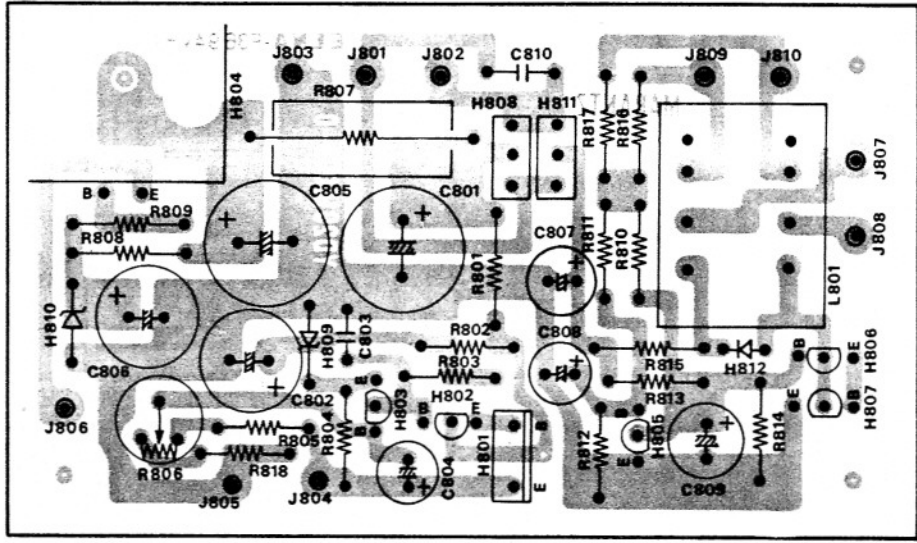 J803
J801
J802
C810
J809
J810
H804
R807
H808
H811
R817
R816
J807
B
E
R809
C805
C801
R808
C807
R811
R810
J808
R801
L801
H810
C803
R802
C808
H809
R803
R815
H812
B
E
H806
C806
C802
E
H803
H802
R813
J806
R804
B
B
E
H801
B
R812
B
H805
R814
E
B
H807
R805
R806
R818
C804
E
C809
J805
J804
E